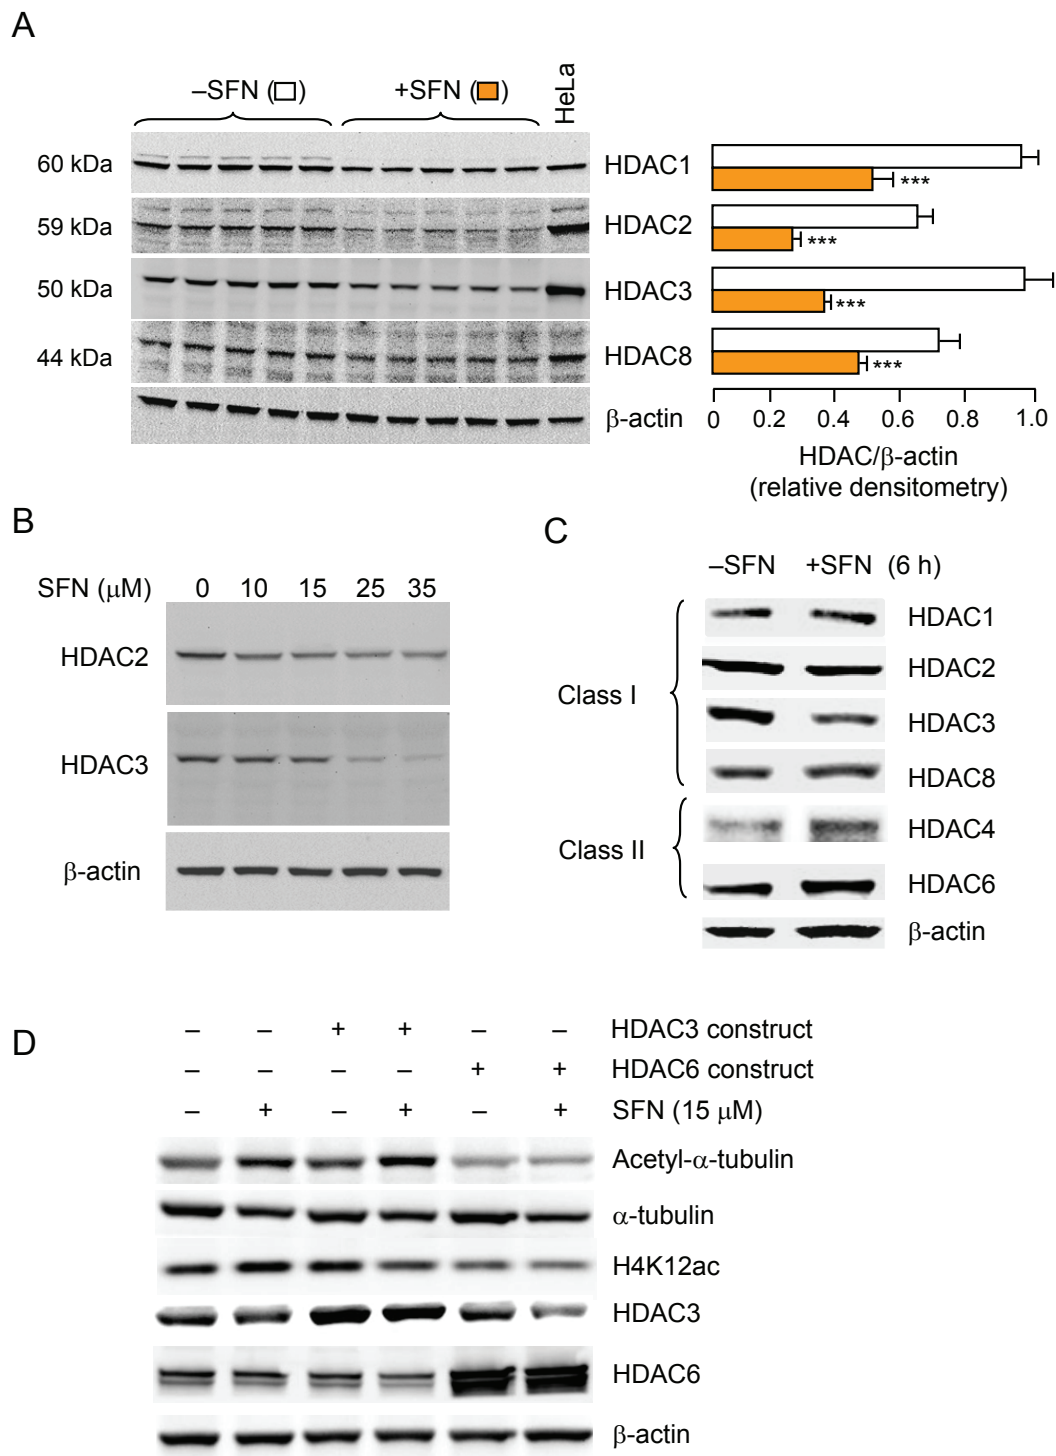 A
–SFN (□)
+SFN (■)
HeLa
60 kDa
HDAC1
***
59 kDa
HDAC2
***
50 kDa
HDAC3
***
44 kDa
HDAC8
***
β-actin
0 0.2 0.4 0.6 0.8 1.0
HDAC/β-actin
(relative densitometry)
B
SFN (μM) 0 10 15 25 35
HDAC2
HDAC3
β-actin
C
–SFN +SFN (6 h)
Class I
HDAC1
HDAC2
HDAC3
HDAC8
Class II
HDAC4
HDAC6
β-actin
D
– – + + – – HDAC3 construct
– – – – + + HDAC6 construct
– + – + – + SFN (15 μM)
Acetyl-α-tubulin
α-tubulin
H4K12ac
HDAC3
HDAC6
β-actin